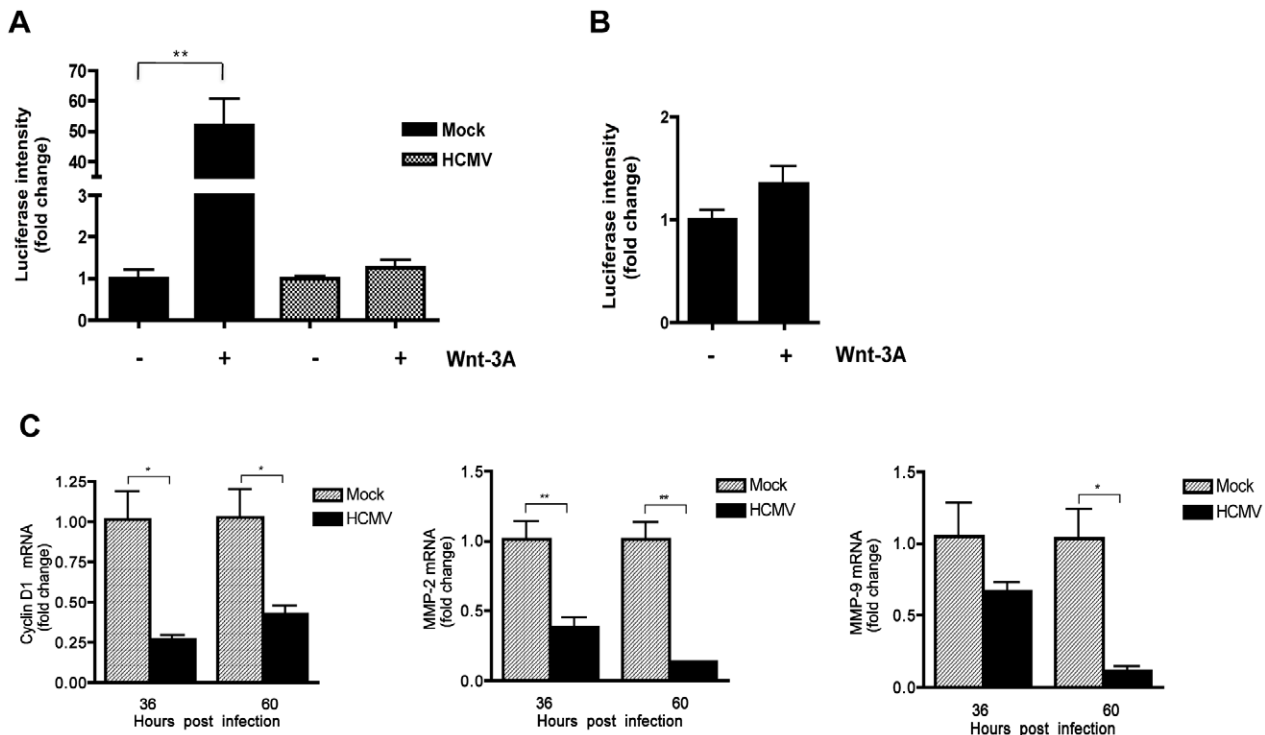 A
**
70
60
50
40
3
2
1
0
Luciferase intensity
(fold change)
Mock
HCMV
- + - + Wnt-3A
B
2
1
0
Luciferase intensity
(fold change)
- + Wnt-3A
C
1.25
1.00
0.75
0.50
0.25
0.00
Cyclin D1 mRNA
(fold change)
* *
Mock
HCMV
36 60
Hours post infection
1.5
1.0
0.5
0.0
MMP-2 mRNA
(fold change)
** **
Mock
HCMV
36 60
Hours post infection
1.5
1.0
0.5
0.0
MMP-9 mRNA
(fold change)
*
Mock
HCMV
36 60
Hours post infection